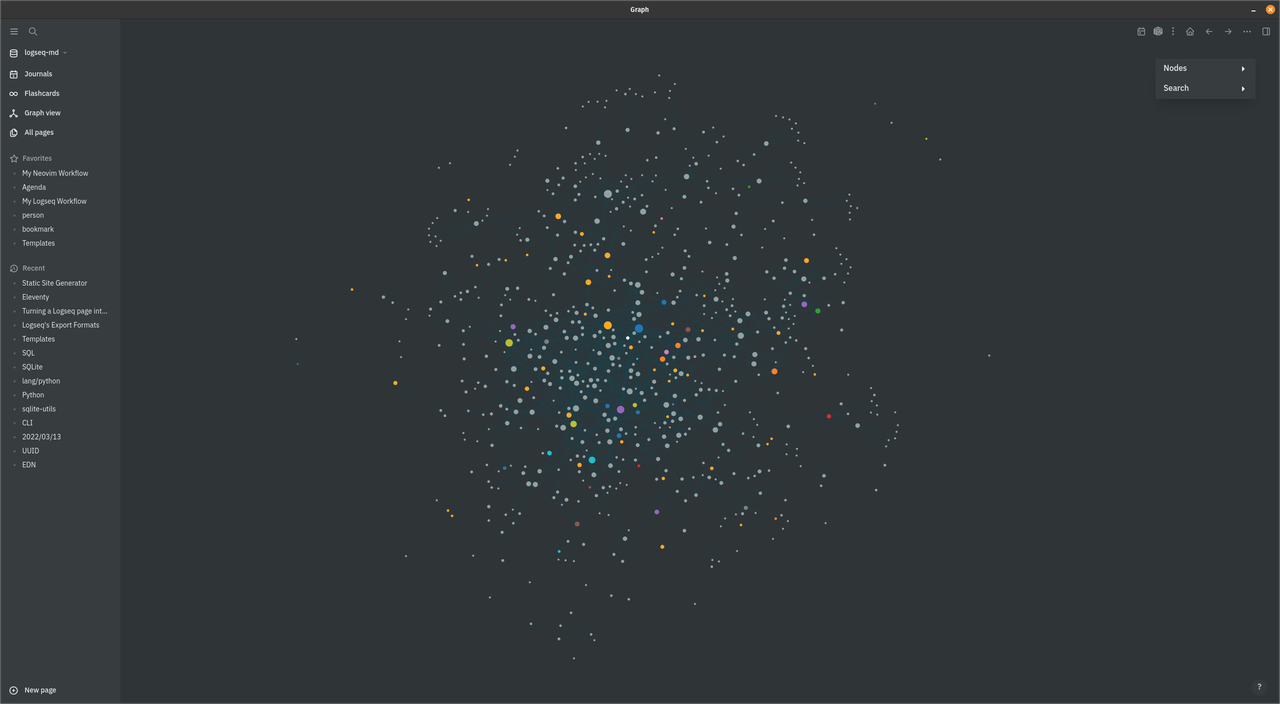 Graph
logseq-md
Journals
Flashcards
Graph view
All pages
Favorites
My Neovim Workflow
Agenda
My Logseq Workflow
person
bookmark
Templates
Recent
Static Site Generator
Eleventy
Turning a Logseq page int...
Logseq's Export Formats
Templates
SQL
SQLite
lang/python
Python
sqlite-utils
CLI
2022/03/13
UUID
EDN
New page
Nodes
Search
?